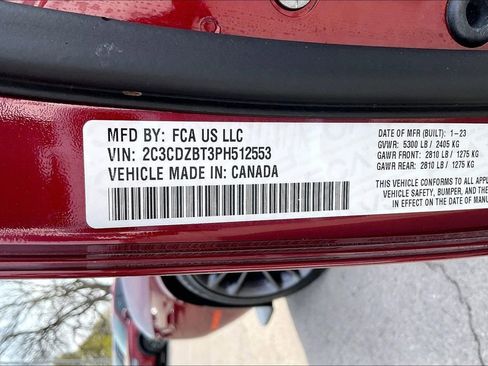 MFD BY: FCA US LLC
VIN: 2C3CDZBT3PH512553
VEHICLE MADE IN: CANADA
DATE OF MFR (BUILT): 1-23
GVWR: 5300 LB / 2405 KG
GAWR FRONT: 2810 LB / 1275 KG
GAWR REAR: 2810 LB / 1275 KG
THIS VEHICLE CONFORMS TO ALL APPL
VEHICLE SAFETY, BUMPER, AND THE
IN EFFECT ON THE DATE OF MANU